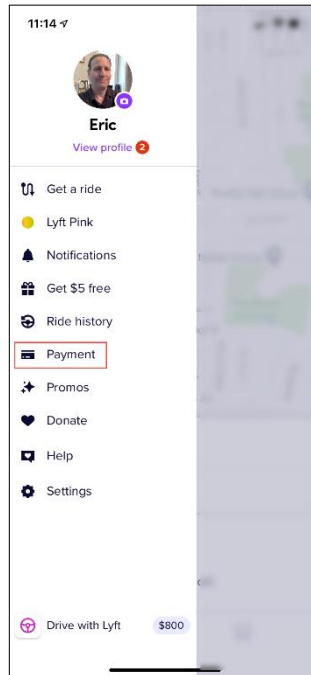 11:14
Eric
View profile 2
Get a ride
Lyft Pink
Notifications
Get $5 free
Ride history
Payment
Promos
Donate
Help
Settings
Drive with Lyft $800